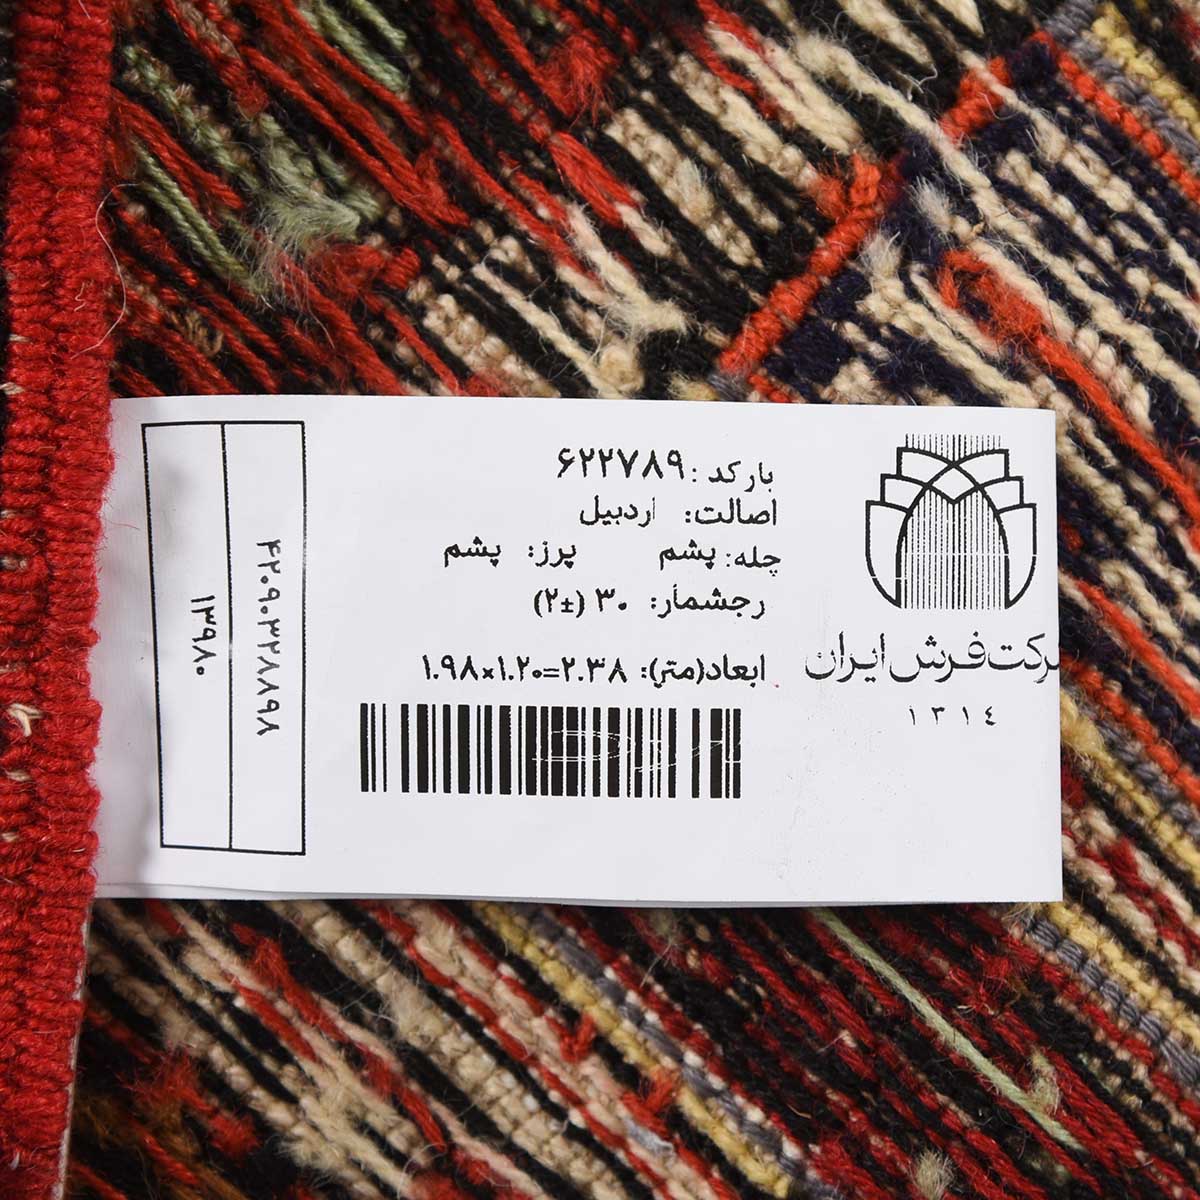 بارکد: ۶۲۲۷۸۹
اصالت: اردبیل
چله: پشم پرز: پشم
رجشمار: ۳۰ (±۲)
ابعاد(متر): ۱.۹۸×۱.۲۰=۲.۳۸
شرکت فرش ایران
۱۳۱٤
۴۲۰۹۰۳۲۸۸۹۸
۱۳۹۸۰